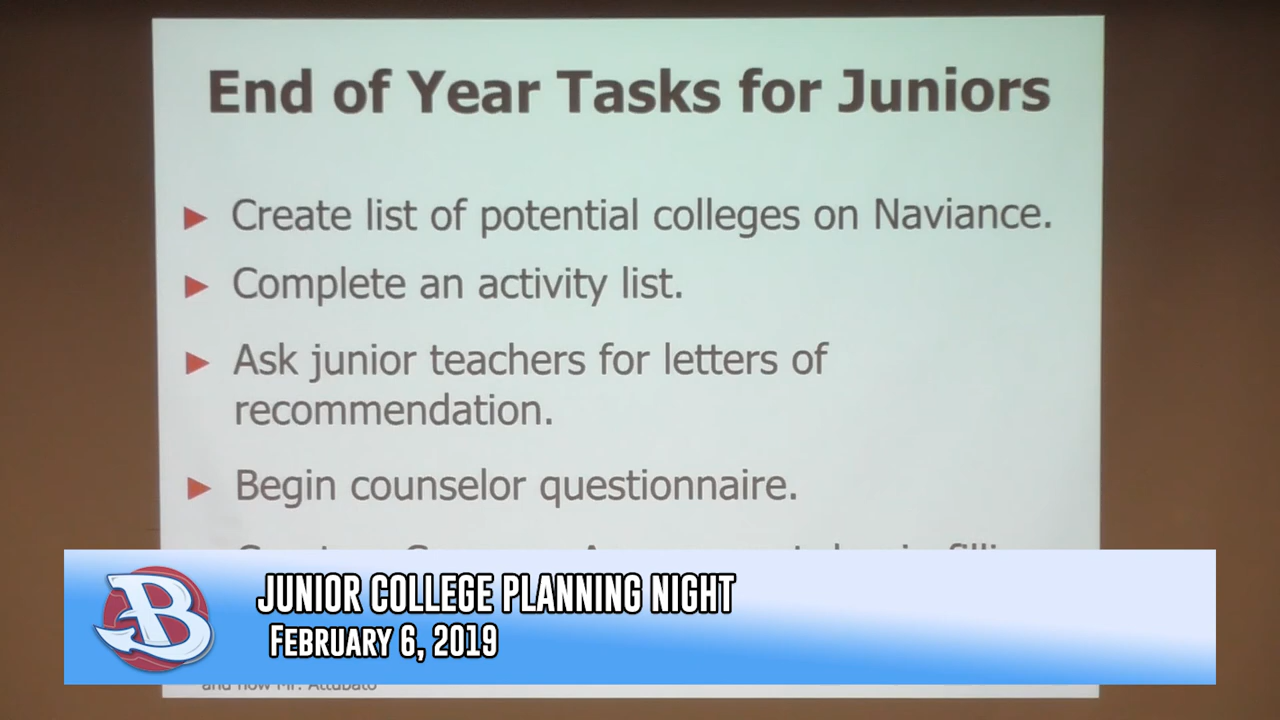 End of Year Tasks for Juniors
► Create list of potential colleges on Naviance.
► Complete an activity list.
► Ask junior teachers for letters of
recommendation.
► Begin counselor questionnaire.
B
JUNIOR COLLEGE PLANNING NIGHT
FEBRUARY 6, 2019